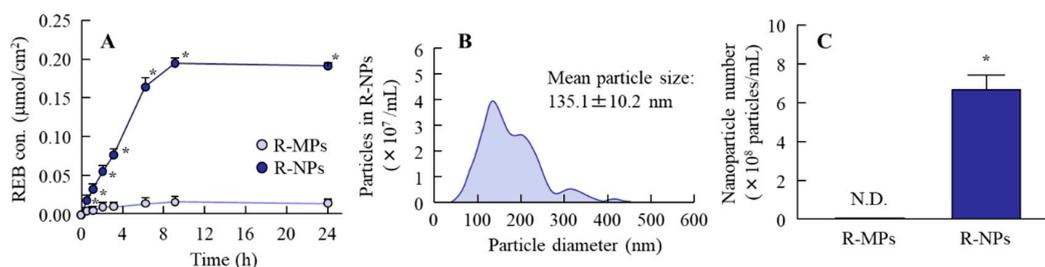 A
REB con. (μmol/cm²)
0.25
0.20
0.15
0.10
0.05
0.00
*
*
*
*
*
*
*
R-MPs
R-NPs
0 4 8 12 16 20 24
Time (h)
B
Particles in R-NPs
(×10⁷/mL)
6
5
4
3
2
1
0
Mean particle size:
135.1±10.2 nm
0 100 200 300 400 500 600
Particle diameter (nm)
C
Nanoparticle number
(×10⁸ particles/mL)
10
8
6
4
2
0
*
N.D.
R-MPs R-NPs